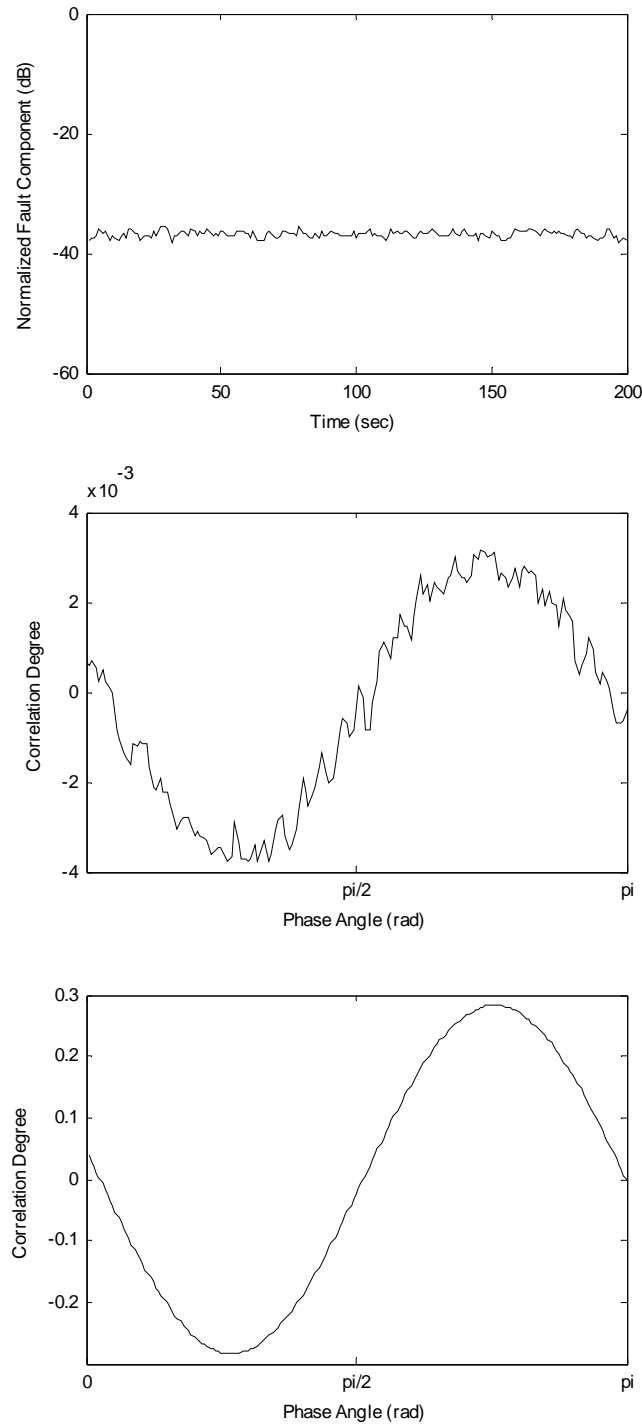 0
-20
-40
-60
Normalized Fault Component (dB)
0 50 100 150 200
Time (sec)
x 10^-3
4
2
0
-2
-4
Correlation Degree
pi/2 pi
Phase Angle (rad)
0.3
0.2
0.1
0
-0.1
-0.2
Correlation Degree
0 pi/2 pi
Phase Angle (rad)